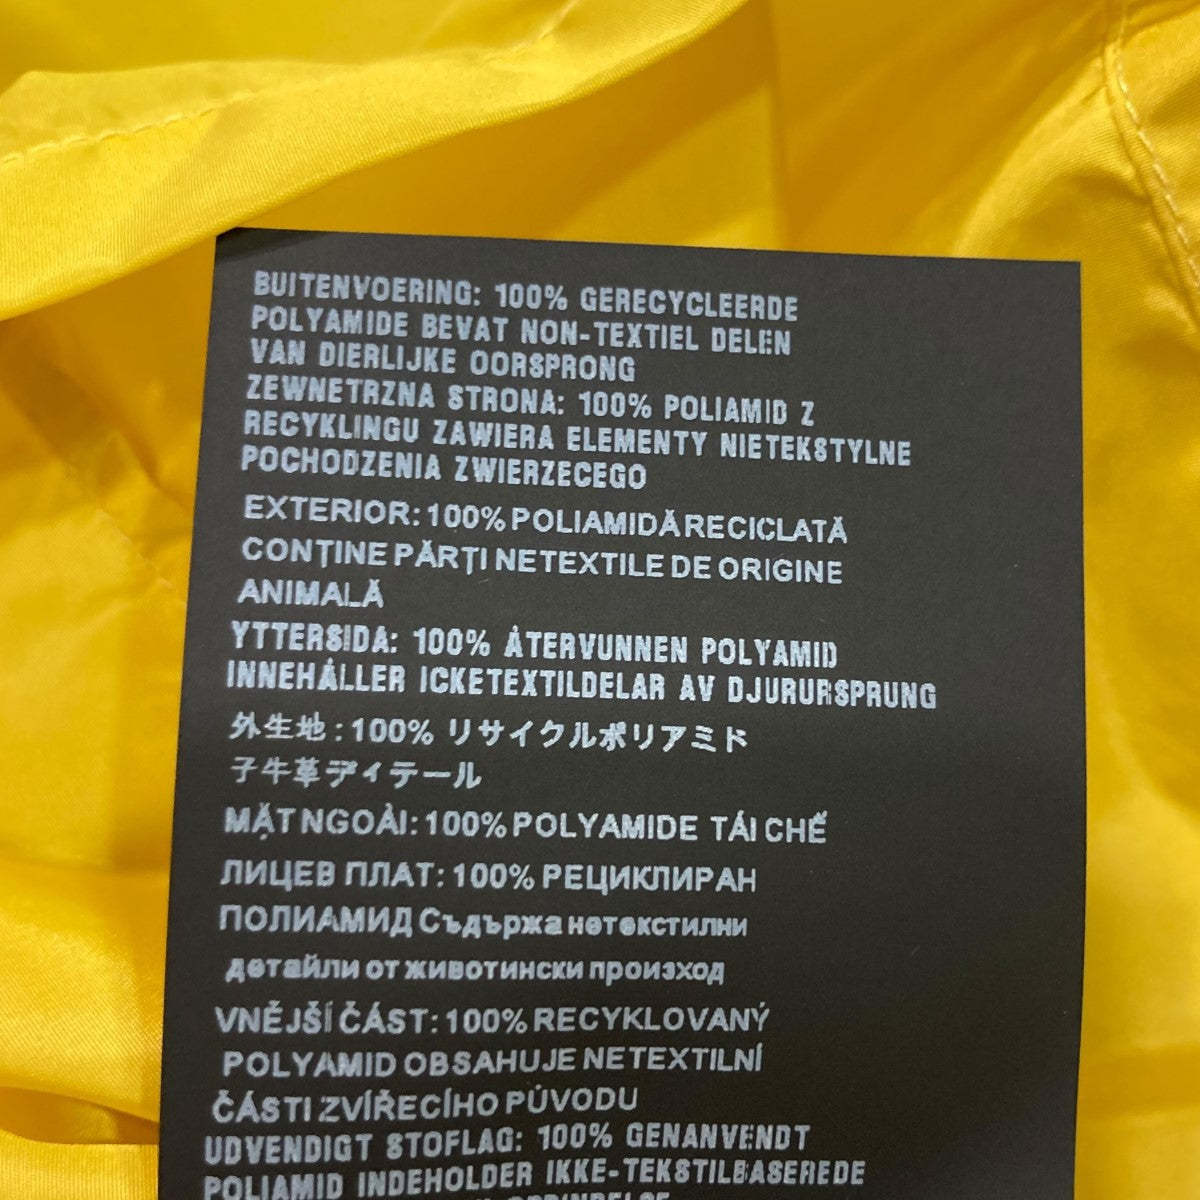 BUITENVOERING: 100% GERECYCLEERDE
POLYAMIDE BEVAT NON-TEXTIEL DELEN
VAN DIERLIJKE OORSPRONG
ZEWNETRZNA STRONA: 100% POLIAMID Z
RECYKLINGU ZAWIERA ELEMENTY NIETEKSTYLNE
POCHODZENIA ZWIERZECEGO
EXTERIOR: 100% POLIAMIDĂ RECICLATĂ
CONȚINE PĂRȚI NETEXTILE DE ORIGINE
ANIMALĂ
YTTERSIDA: 100% ÅTERVUNNEN POLYAMID
INNEHÅLLER ICKETEXTILDELAR AV DJURURSPRUNG
外生地：100% リサイクルポリアミド
子牛革ディテール
MẶT NGOÀI: 100% POLYAMIDE TÁI CHẾ
ЛИЦЕВ ПЛАТ: 100% РЕЦИКЛИРАН
ПОЛИАМИД Съдържа нетекстилни
детайли от животински произход
VNĚJŠÍ ČÁST: 100% RECYKLOVANÝ
POLYAMID OBSAHUJE NETEXTILNÍ
ČÁSTI ZVÍŘECÍHO PŮVODU
UDVENDIGT STOFLAG: 100% GENANVENDT
POLIAMID INDEHOLDER IKKE-TEKSTILBASEREDE